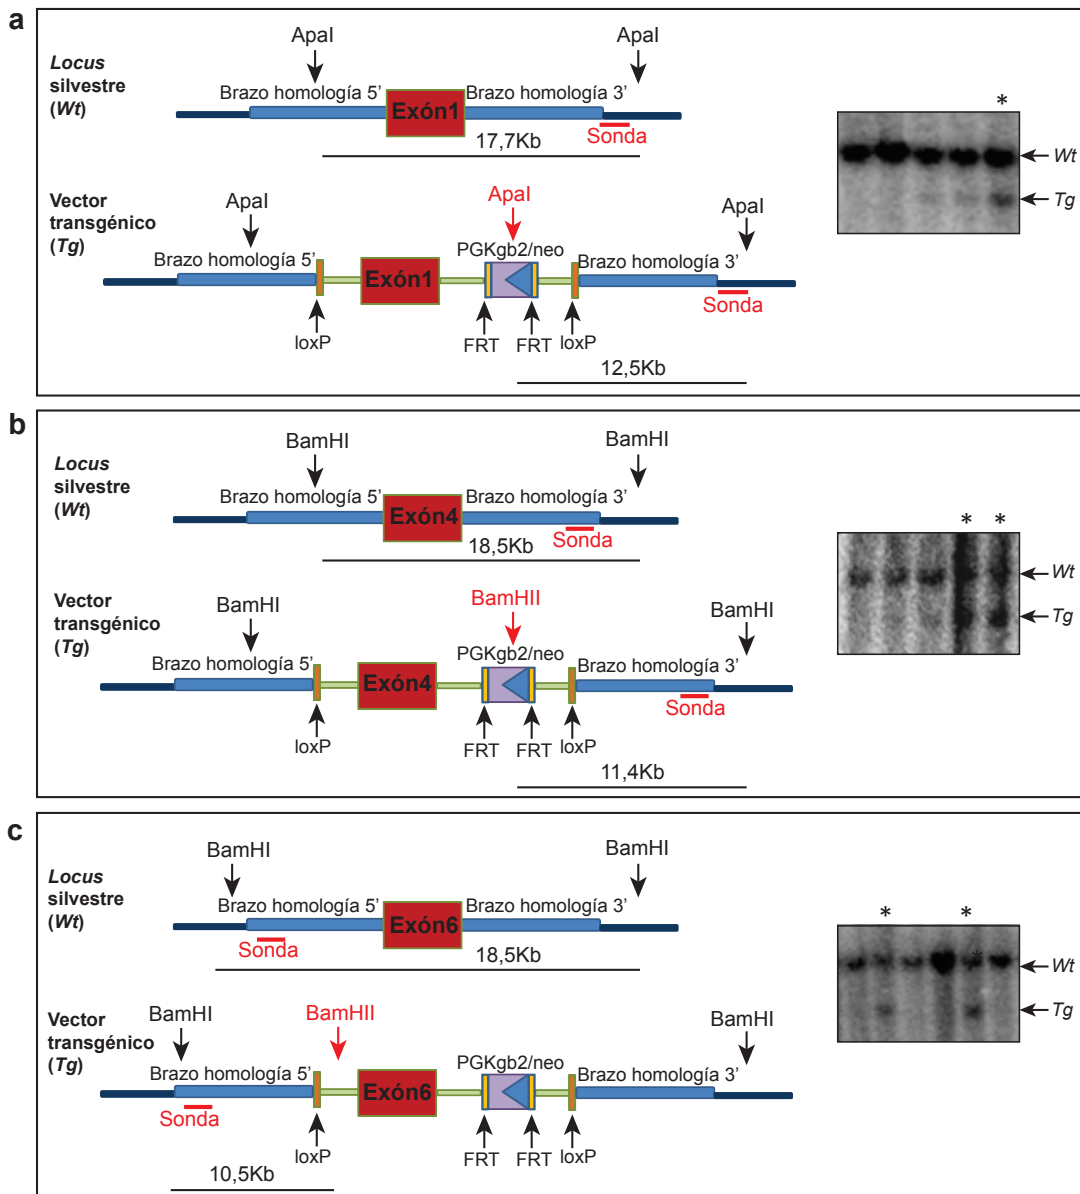 a
ApaI
ApaI
Locus
silvestre
(Wt)
Brazo homología 5’
Exón1
Brazo homología 3’
Sonda
17,7Kb
*
Wt
Tg
Vector
transgénico
(Tg)
ApaI
ApaI
ApaI
Brazo homología 5’
Exón1
PGKgb2/neo
Brazo homología 3’
Sonda
loxP
FRT
FRT
loxP
12,5Kb
b
BamHI
BamHI
Locus
silvestre
(Wt)
Brazo homología 5’
Exón4
Brazo homología 3’
Sonda
18,5Kb
*
*
Wt
Tg
Vector
transgénico
(Tg)
BamHI
BamHII
BamHI
Brazo homología 5’
Exón4
PGKgb2/neo
Brazo homología 3’
Sonda
loxP
FRT
FRT
loxP
11,4Kb
c
BamHI
BamHI
Locus
silvestre
(Wt)
Brazo homología 5’
Exón6
Brazo homología 3’
Sonda
18,5Kb
*
*
Wt
Tg
Vector
transgénico
(Tg)
BamHI
BamHII
BamHI
Brazo homología 5’
Exón6
PGKgb2/neo
Brazo homología 3’
Sonda
loxP
FRT
FRT
loxP
10,5Kb